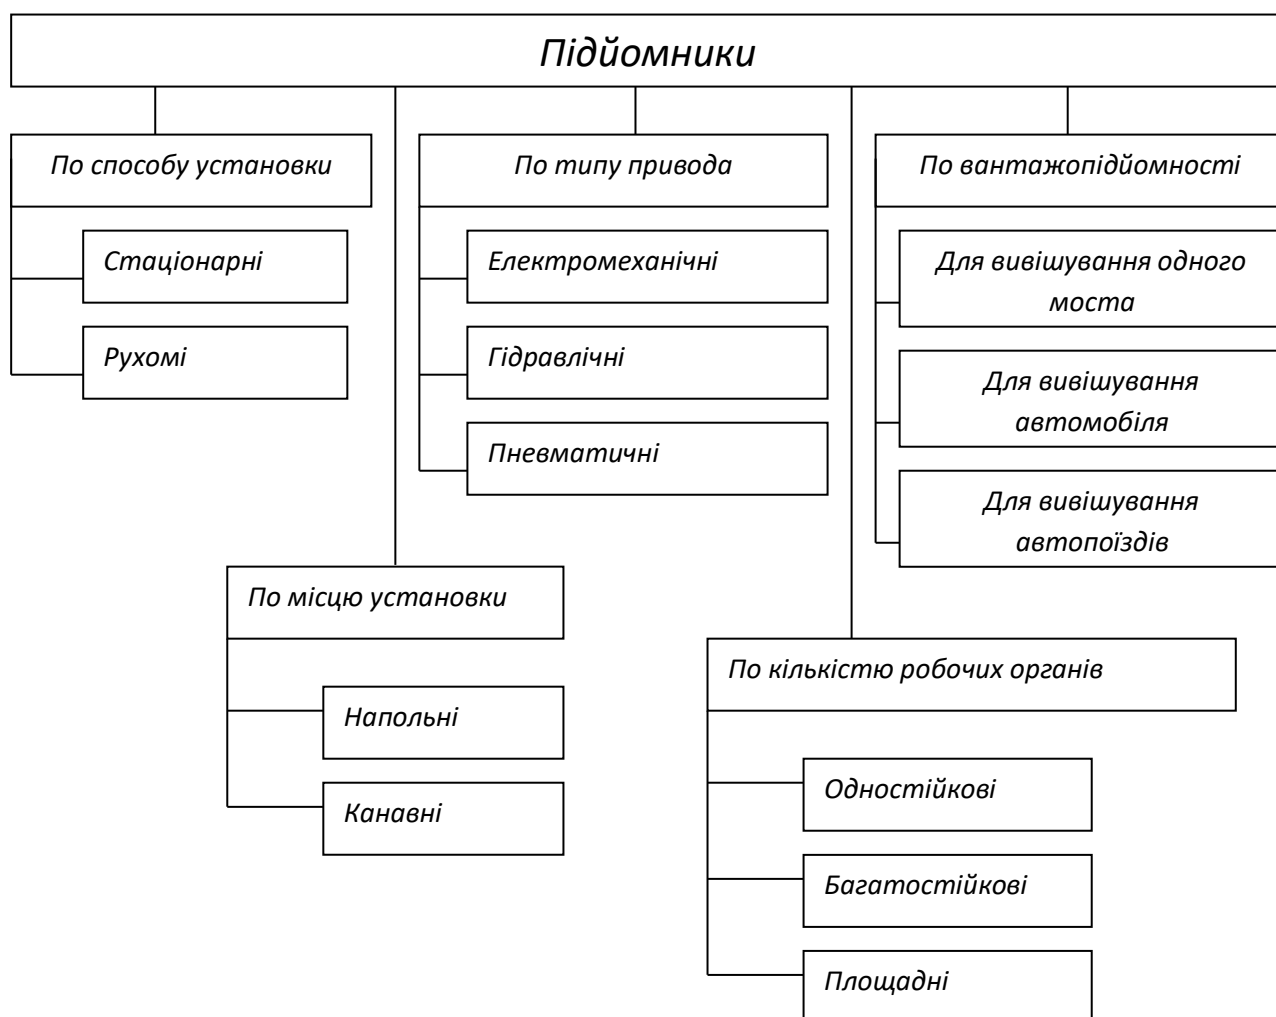 Підйомники
По способу установки
Стаціонарні
Рухомі
По типу привода
Електромеханічні
Гідравлічні
Пневматичні
По вантажопідйомності
Для вивішування одного
моста
Для вивішування
автомобіля
Для вивішування
автопоїздів
По місцю установки
Напольні
Канавні
По кількістю робочих органів
Одностійкові
Багатостійкові
Площадні